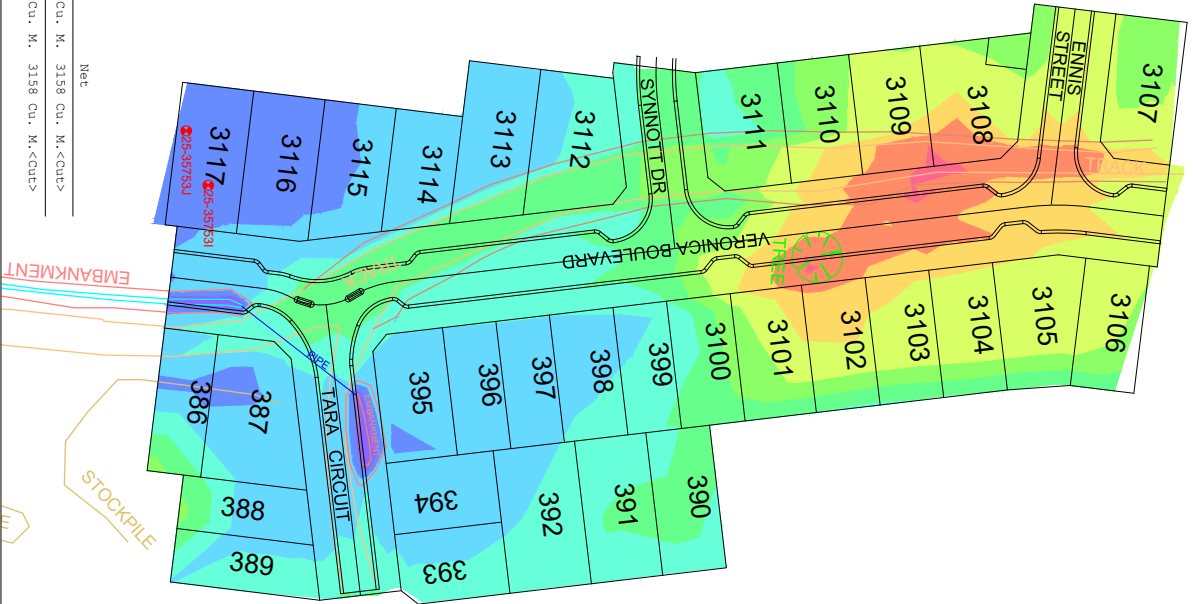 Net
Cu. M. 3158 Cu. M.<Cut>
Cu. M. 3158 Cu. M.<Cut>
ENNIS
STREET
3107
3108
3109
3110
3111
SYNNOTT DR
3112
3113
3114
3115
3116
3117
25-35753J
25-35753I
TRACK
VERONICA BOULEVARD
TREE
TRACK
EMBANKMENT
PIPE
TARA CIRCUIT
EMBANKMENT
386
387
388
389
395
396
397
398
399
3100
3101
3102
3103
3104
3105
3106
394
393
392
391
390
STOCKPILE
E